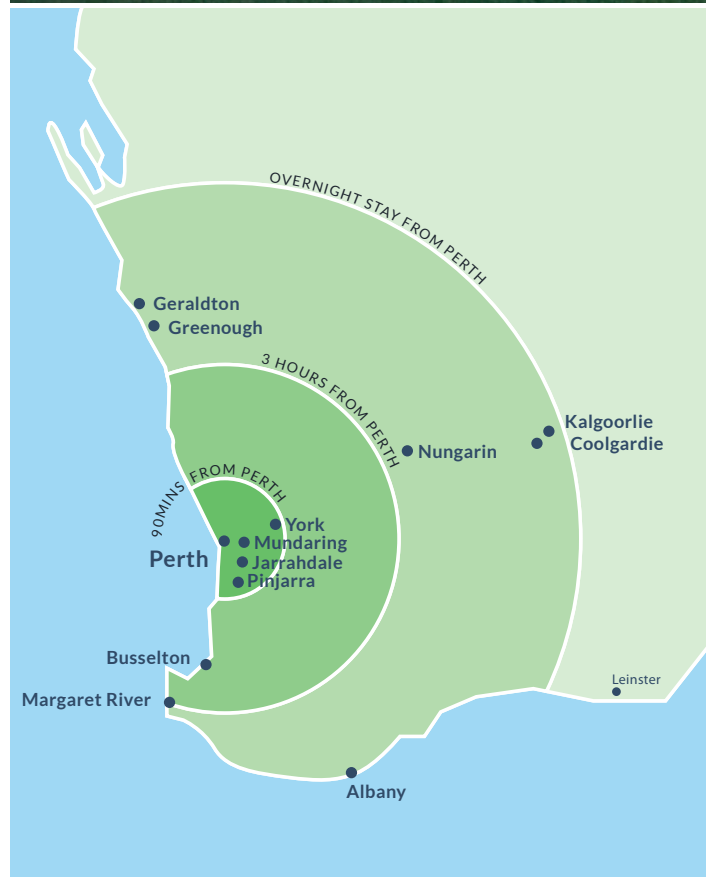 OVERNIGHT STAY FROM PERTH
Geraldton
Greenough
3 HOURS FROM PERTH
Kalgoorlie
Coolgardie
Nungarin
90MINS FROM PERTH
York
Mundaring
Perth
Jarrahdale
Pinjarra
Busselton
Leinster
Margaret River
Albany